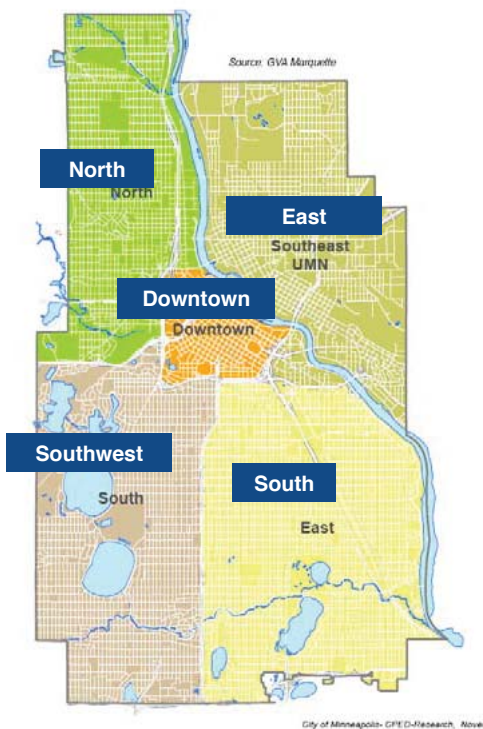 Source: GVA Marquette
North
North
East
Southeast
UMN
Downtown
Downtown
Southwest
South
South
East
City of Minneapolis- CPED-Research, Nove